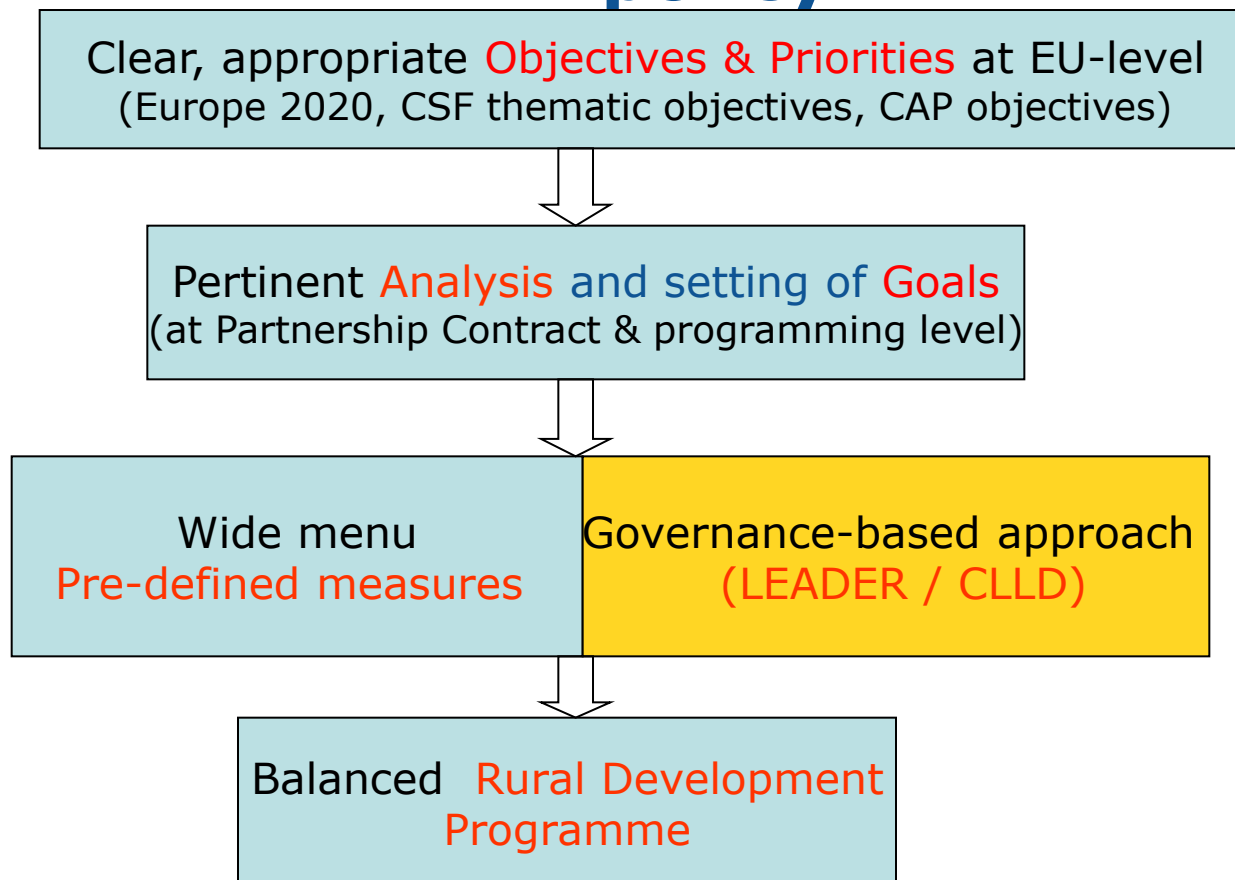 Clear, appropriate Objectives & Priorities at EU-level
(Europe 2020, CSF thematic objectives, CAP objectives)
Pertinent Analysis and setting of Goals
(at Partnership Contract & programming level)
Wide menu
Pre-defined measures
Governance-based approach
(LEADER / CLLD)
Balanced Rural Development
Programme